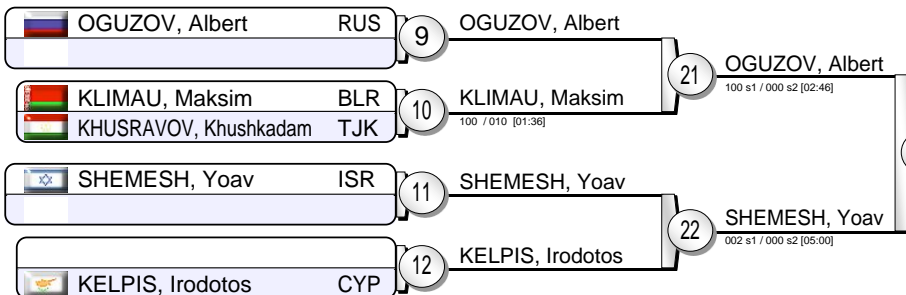 OGUZOV, Albert RUS
9
OGUZOV, Albert
21
OGUZOV, Albert
100 s1 / 000 s2 [02:46]
KLIMAU, Maksim BLR
KHUSRAVOV, Khushkadam TJK
10
KLIMAU, Maksim
100 / 010 [01:36]
SHEMESH, Yoav ISR
11
SHEMESH, Yoav
22
SHEMESH, Yoav
002 s1 / 000 s2 [05:00]
KELPIS, Irodotos CYP
12
KELPIS, Irodotos